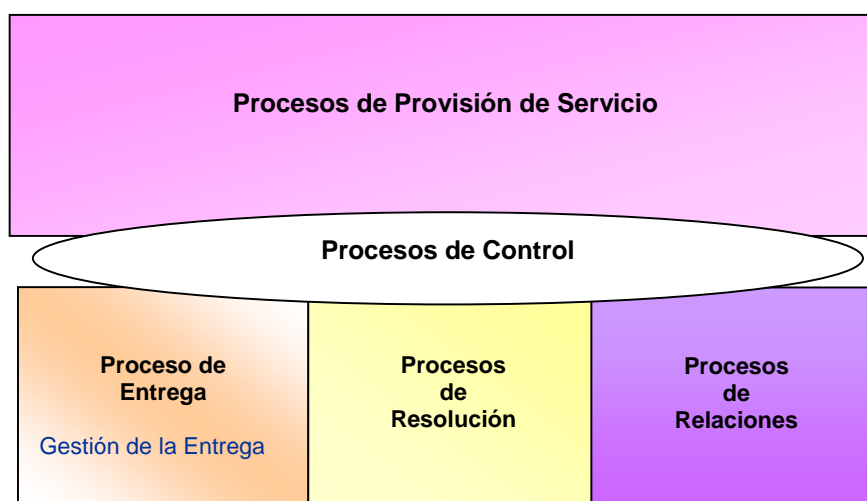 Procesos de Provisión de Servicio
Procesos de Control
Proceso de
Entrega
Gestión de la Entrega
Procesos
de
Resolución
Procesos
de
Relaciones